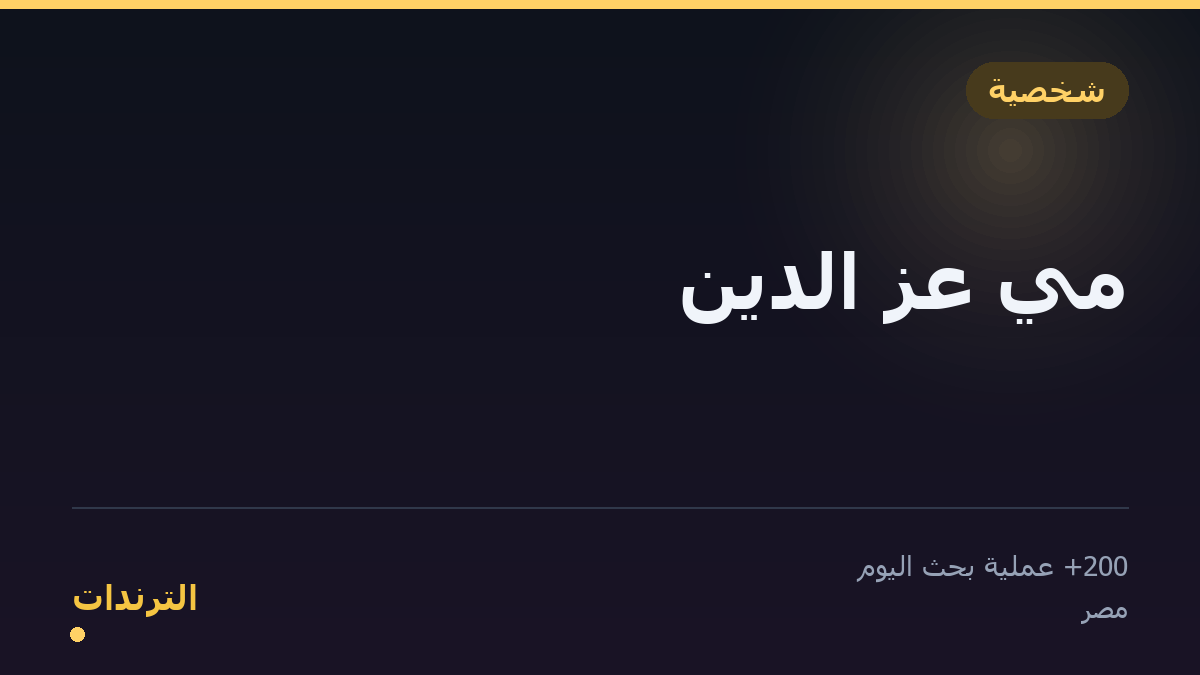 شخصية
مي عز الدين
+200 عملية بحث اليوم
مصر
الترندات